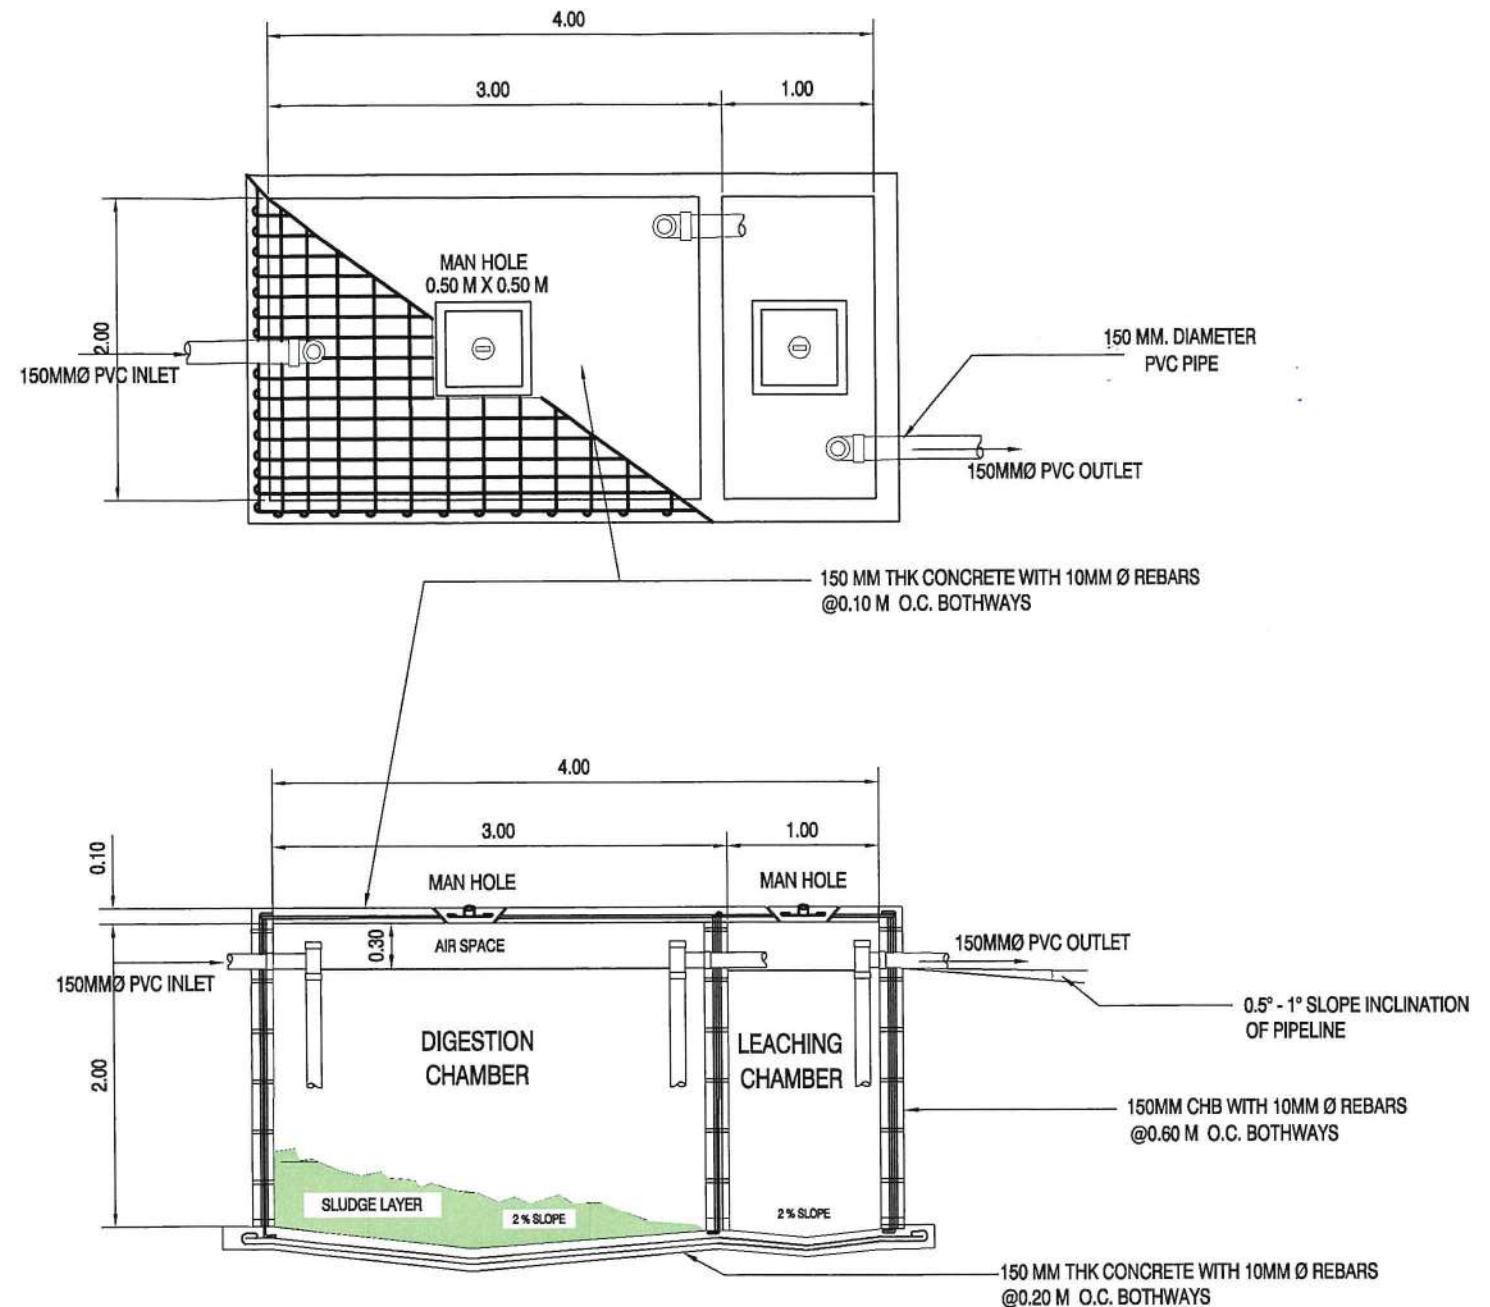 4.00
3.00
1.00
MAN HOLE
0.50 M X 0.50 M
2.00
150MMØ PVC INLET
150 MM. DIAMETER
PVC PIPE
150MMØ PVC OUTLET
150 MM THK CONCRETE WITH 10MM Ø REBARS
@0.10 M O.C. BOTHWAYS
4.00
3.00
1.00
0.10
MAN HOLE
MAN HOLE
0.30
AIR SPACE
150MMØ PVC OUTLET
150MMØ PVC INLET
0.5° - 1° SLOPE INCLINATION
OF PIPELINE
DIGESTION
CHAMBER
LEACHING
CHAMBER
2.00
150MM CHB WITH 10MM Ø REBARS
@0.60 M O.C. BOTHWAYS
SLUDGE LAYER
2 % SLOPE
2 % SLOPE
150 MM THK CONCRETE WITH 10MM Ø REBARS
@0.20 M O.C. BOTHWAYS